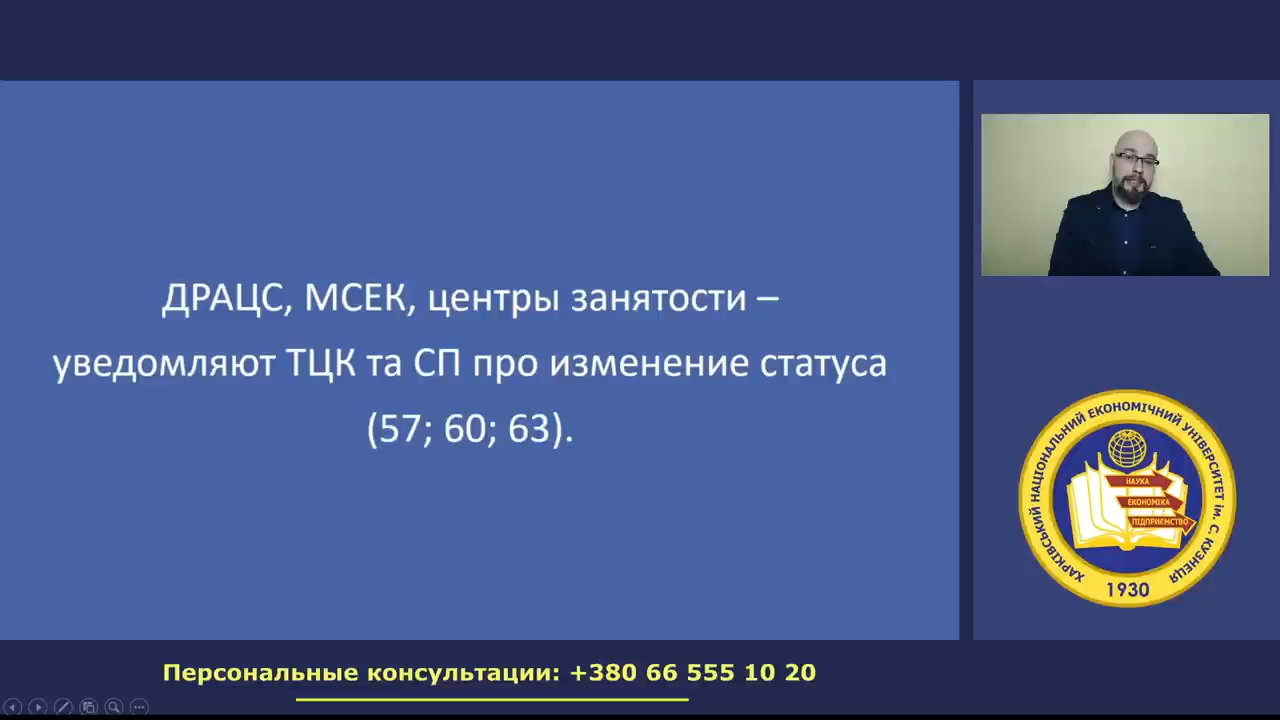 ДРАЦС, МСЕК, центры занятости –
уведомляют ТЦК та СП про изменение статуса
(57; 60; 63).
ХАРКІВСЬКИЙ НАЦІОНАЛЬНИЙ ЕКОНОМІЧНИЙ УНІВЕРСИТЕТ ім. С. КУЗНЕЦЯ
НАУКА
ЕКОНОМІКА
ПІДПРИЄМСТВО
1930
Персональные консультации: +380 66 555 10 20